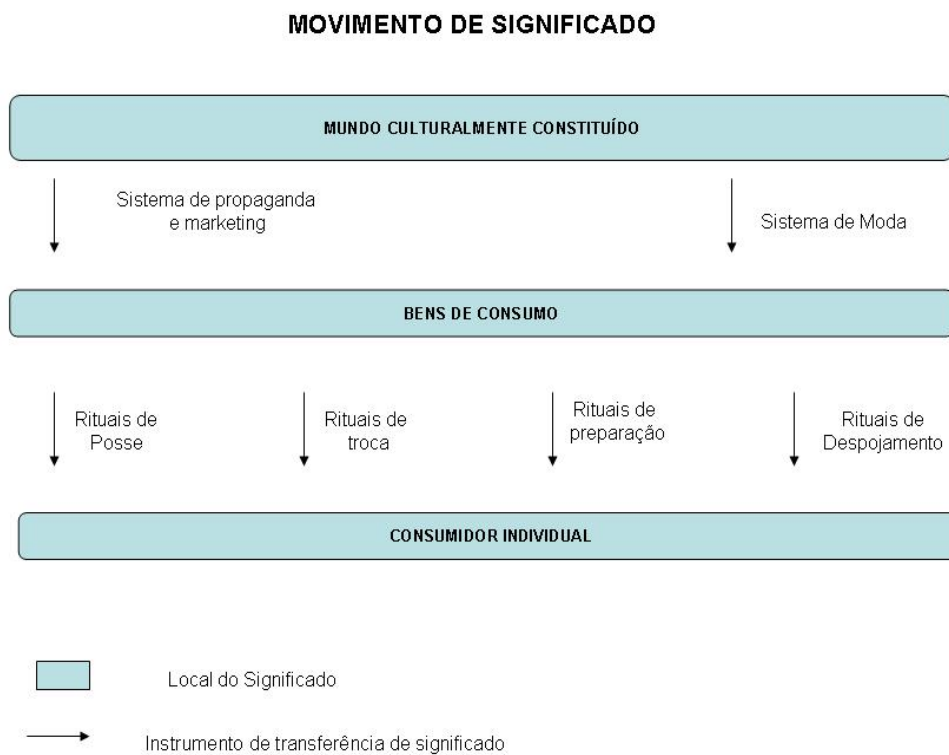 MOVIMENTO DE SIGNIFICADO
MUNDO CULTURALMENTE CONSTITUÍDO
Sistema de propaganda
e marketing
Sistema de Moda
BENS DE CONSUMO
Rituais de
Posse
Rituais de
troca
Rituais de
preparação
Rituais de
Despojamento
CONSUMIDOR INDIVIDUAL
Local do Significado
Instrumento de transferência de significado